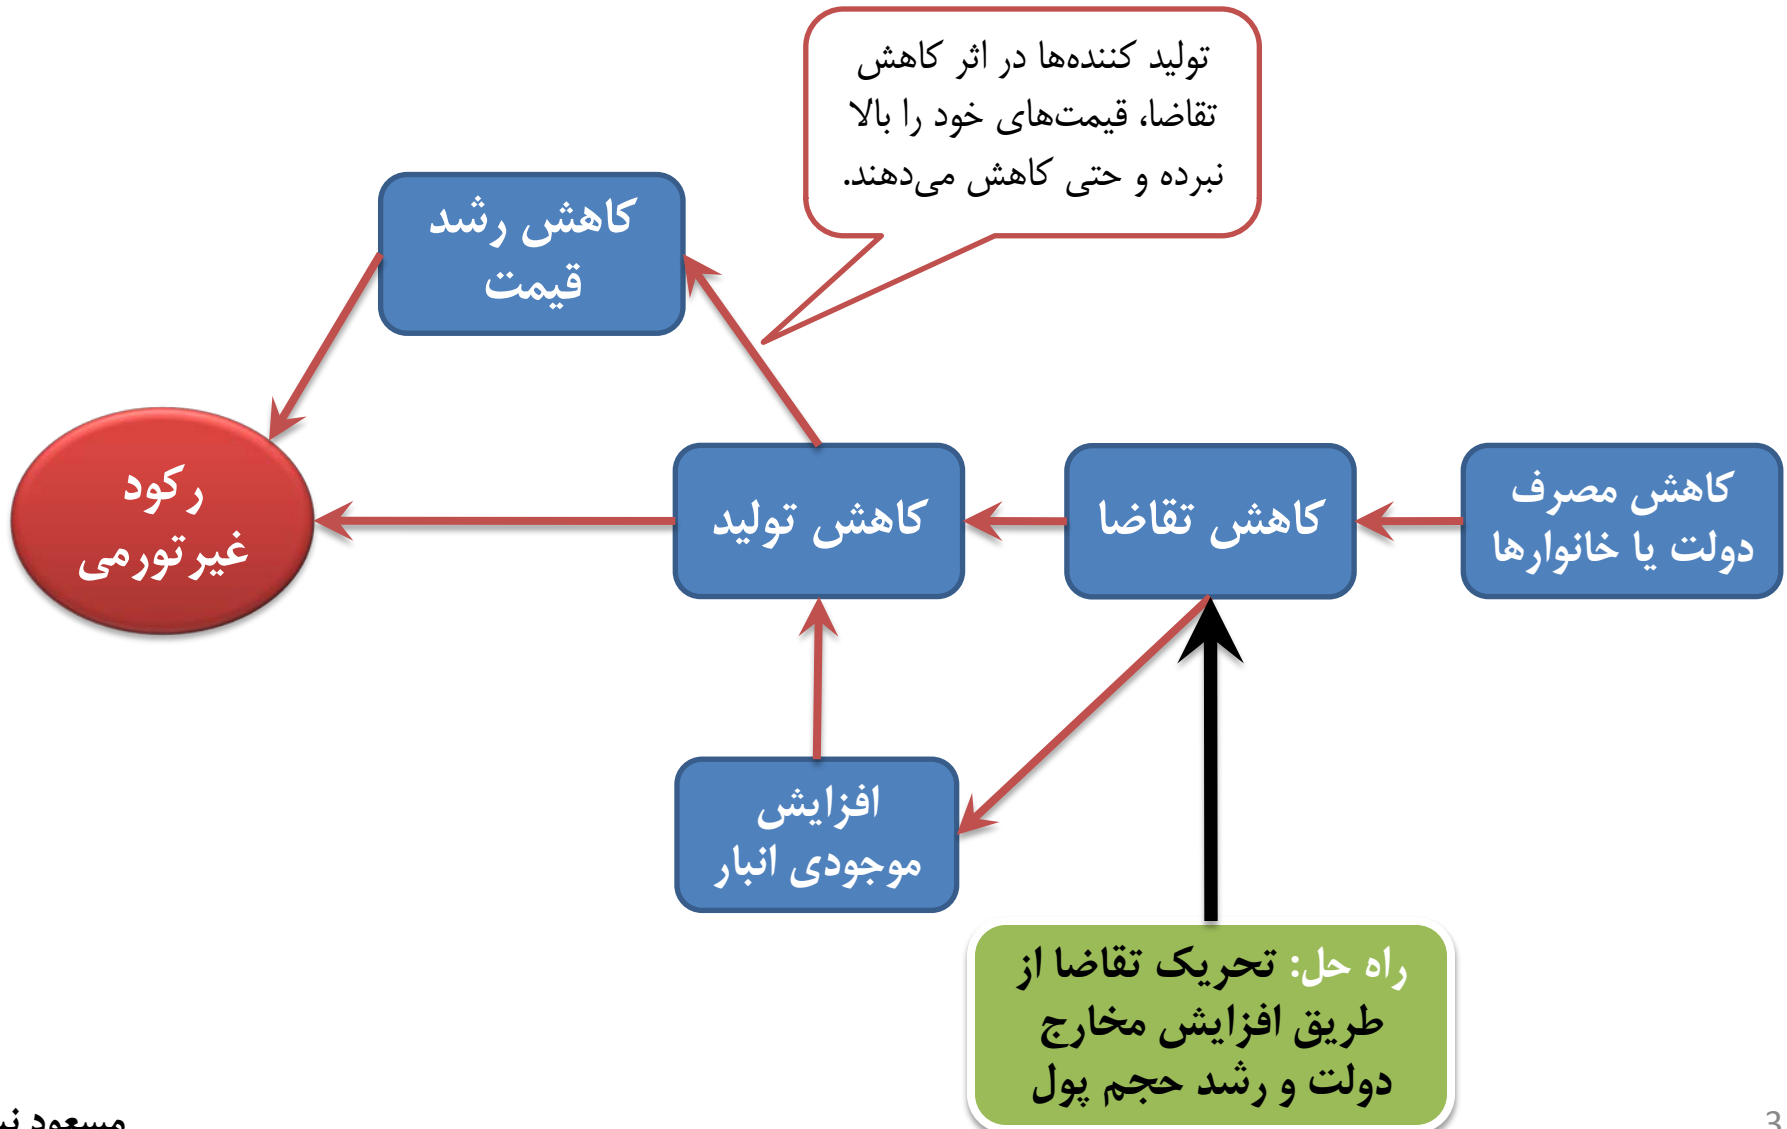 تولید کننده‌ها در اثر کاهش
تقاضا، قیمت‌های خود را بالا
نبرده و حتی کاهش می‌دهند.
کاهش رشد
قیمت
کاهش مصرف
دولت یا خانوارها
کاهش تقاضا
کاهش تولید
رکود
غیرتورمی
افزایش
موجودی انبار
راه حل: تحریک تقاضا از
طریق افزایش مخارج
دولت و رشد حجم پول
مسعود
3